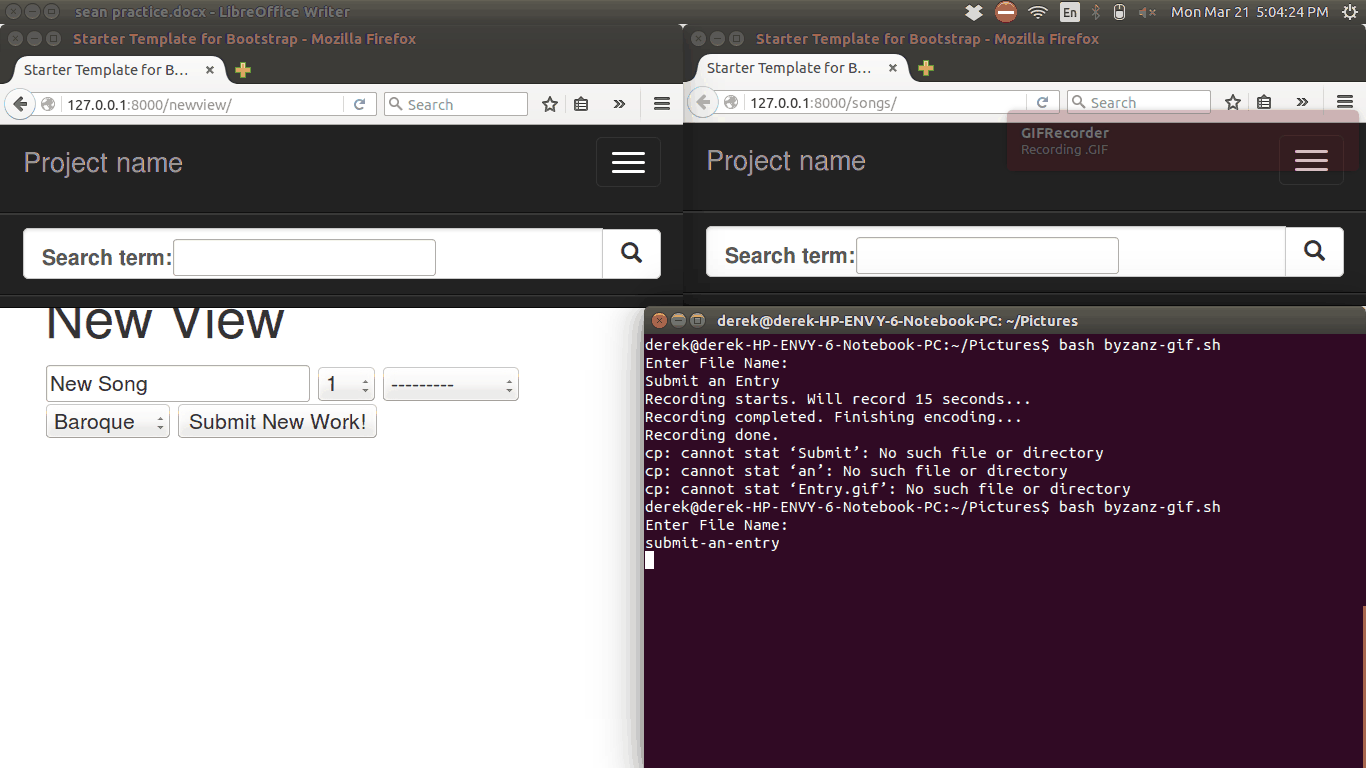 sean practice.docx - LibreOffice Writer
En
Mon Mar 21 5:04:24 PM
Starter Template for Bootstrap - Mozilla Firefox
Starter Template for B...
127.0.0.1:8000/newview/
Search
Project name
Search term:
New View
New Song
1
---------
Baroque
Submit New Work!
Starter Template for Bootstrap - Mozilla Firefox
Starter Template for B...
127.0.0.1:8000/songs/
Search
GIFRecorder
Recording .GIF
Project name
Search term:
derek@derek-HP-ENVY-6-Notebook-PC: ~/Pictures
derek@derek-HP-ENVY-6-Notebook-PC:~/Pictures$ bash byzanz-gif.sh
Enter File Name:
Submit an Entry
Recording starts. Will record 15 seconds...
Recording completed. Finishing encoding...
Recording done.
cp: cannot stat ‘Submit’: No such file or directory
cp: cannot stat ‘an’: No such file or directory
cp: cannot stat ‘Entry.gif’: No such file or directory
derek@derek-HP-ENVY-6-Notebook-PC:~/Pictures$ bash byzanz-gif.sh
Enter File Name:
submit-an-entry